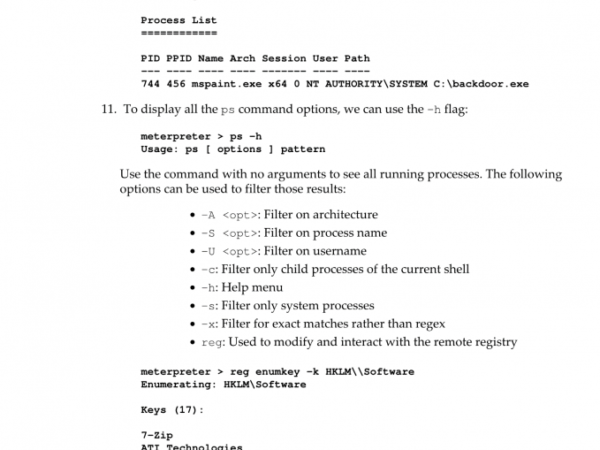 Process List
============
PID PPID Name Arch Session User Path
--- ---- ---- ---- ------- ---- ----
744 456 mspaint.exe x64 0 NT AUTHORITY\SYSTEM C:\backdoor.exe
11. To display all the ps command options, we can use the -h flag:
meterpreter > ps -h
Usage: ps [ options ] pattern
Use the command with no arguments to see all running processes. The following
options can be used to filter those results:
• -A <opt>: Filter on architecture
• -S <opt>: Filter on process name
• -U <opt>: Filter on username
• -c: Filter only child processes of the current shell
• -h: Help menu
• -s: Filter only system processes
• -x: Filter for exact matches rather than regex
• reg: Used to modify and interact with the remote registry
meterpreter > reg enumkey -k HKLM\\Software
Enumerating: HKLM\Software
Keys (17):
7-Zip
ATI Technologies